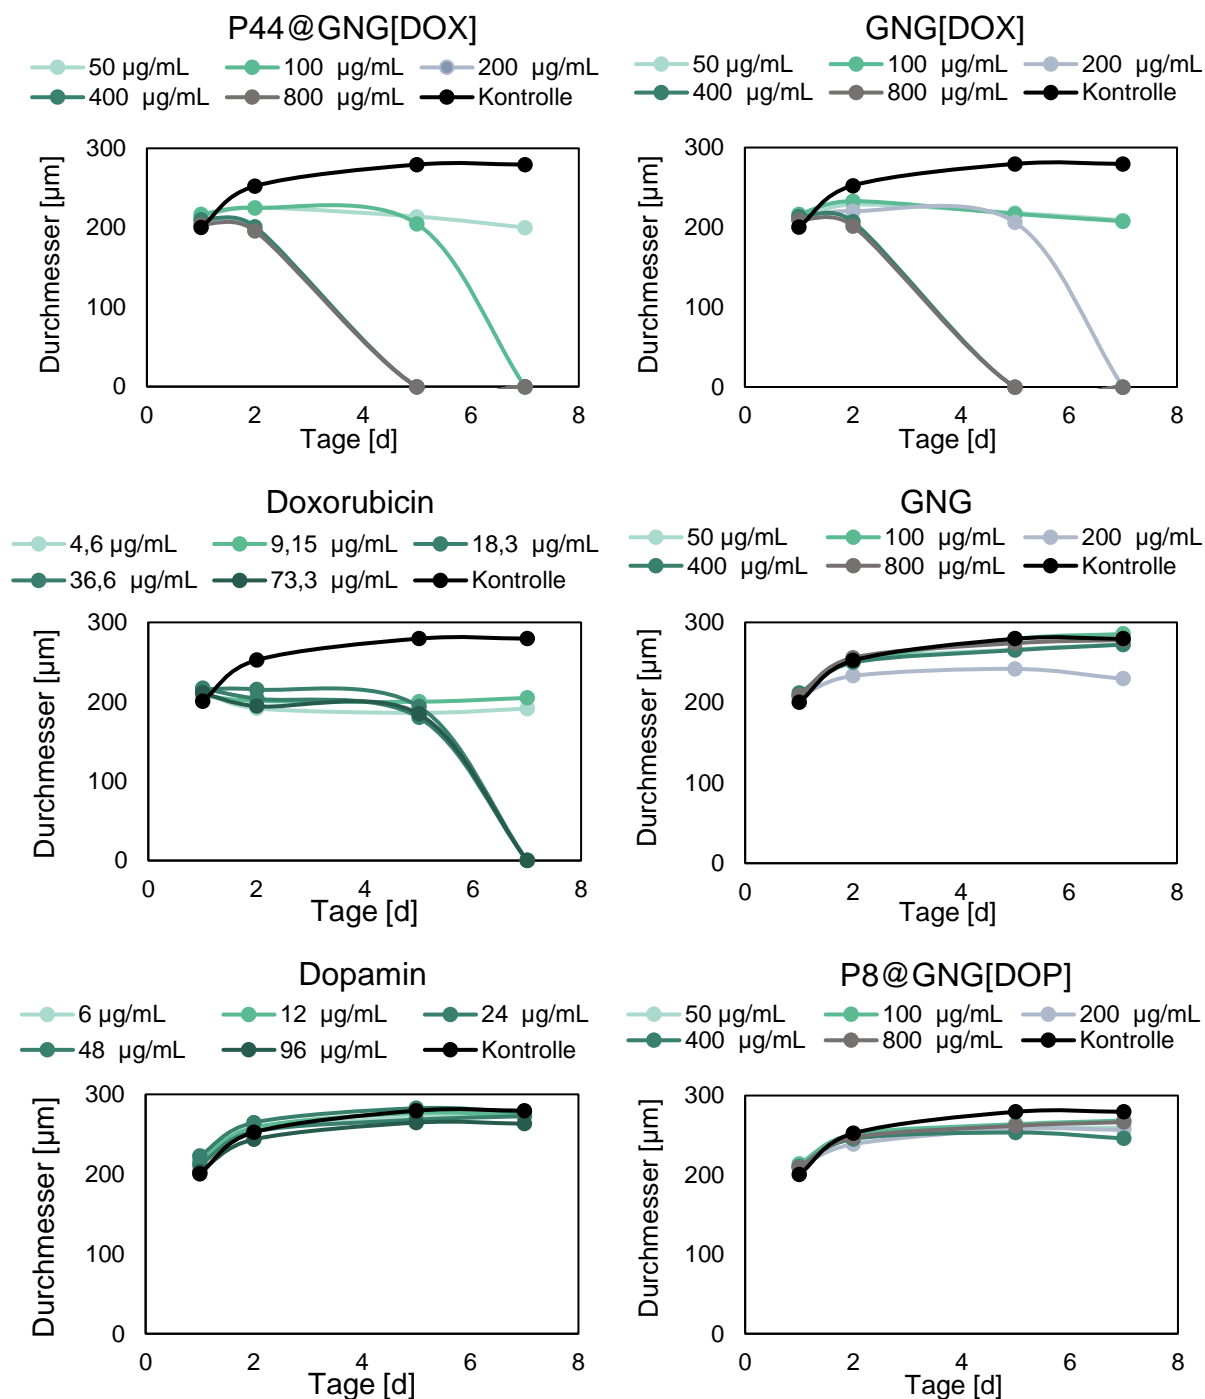 P44@GNG[DOX]
50 µg/mL 100 µg/mL 200 µg/mL
400 µg/mL 800 µg/mL Kontrolle
Durchmesser [µm]
300
200
100
0
0 2 4 6 8
Tage [d]
GNG[DOX]
50 µg/mL 100 µg/mL 200 µg/mL
400 µg/mL 800 µg/mL Kontrolle
Durchmesser [µm]
300
200
100
0
0 2 4 6 8
Tage [d]
Doxorubicin
4,6 µg/mL 9,15 µg/mL 18,3 µg/mL
36,6 µg/mL 73,3 µg/mL Kontrolle
Durchmesser [µm]
300
200
100
0
0 2 4 6 8
Tage [d]
GNG
50 µg/mL 100 µg/mL 200 µg/mL
400 µg/mL 800 µg/mL Kontrolle
Durchmesser [µm]
300
200
100
0
0 2 4 6 8
Tage [d]
Dopamin
6 µg/mL 12 µg/mL 24 µg/mL
48 µg/mL 96 µg/mL Kontrolle
Durchmesser [µm]
300
200
100
0
0 2 4 6 8
Tage [d]
P8@GNG[DOP]
50 µg/mL 100 µg/mL 200 µg/mL
400 µg/mL 800 µg/mL Kontrolle
Durchmesser [µm]
300
200
100
0
0 2 4 6 8
Tage [d]